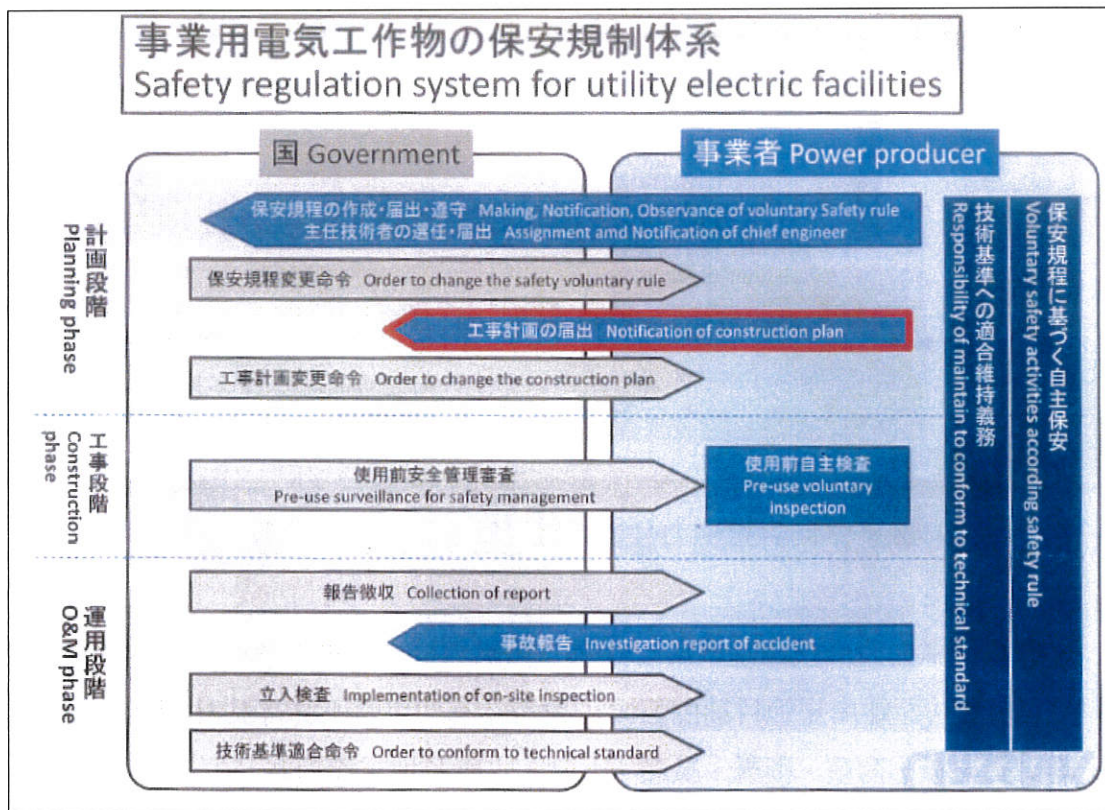 事業用電気工作物の保安規制体系
Safety regulation system for utility electric facilities
国 Government
事業者 Power producer
計画段階
Planning phase
保安規程の作成・届出・遵守 Making, Notification, Observance of voluntary Safety rule
主任技術者の選任・届出 Assignment amd Notification of chief engineer
保安規程変更命令 Order to change the safety voluntary rule
工事計画の届出 Notification of construction plan
工事計画変更命令 Order to change the construction plan
工事段階
Construction
phase
使用前安全管理審査
Pre-use surveillance for safety management
使用前自主検査
Pre-use voluntary
inspection
運用段階
O&M phase
報告徴収 Collection of report
事故報告 Investigation report of accident
立入検査 Implementation of on-site inspection
技術基準適合命令 Order to conform to technical standard
技術基準への適合維持義務
Responsibility of maintain to conform to technical standard
保安規程に基づく自主保安
Voluntary safety activities according safety rule